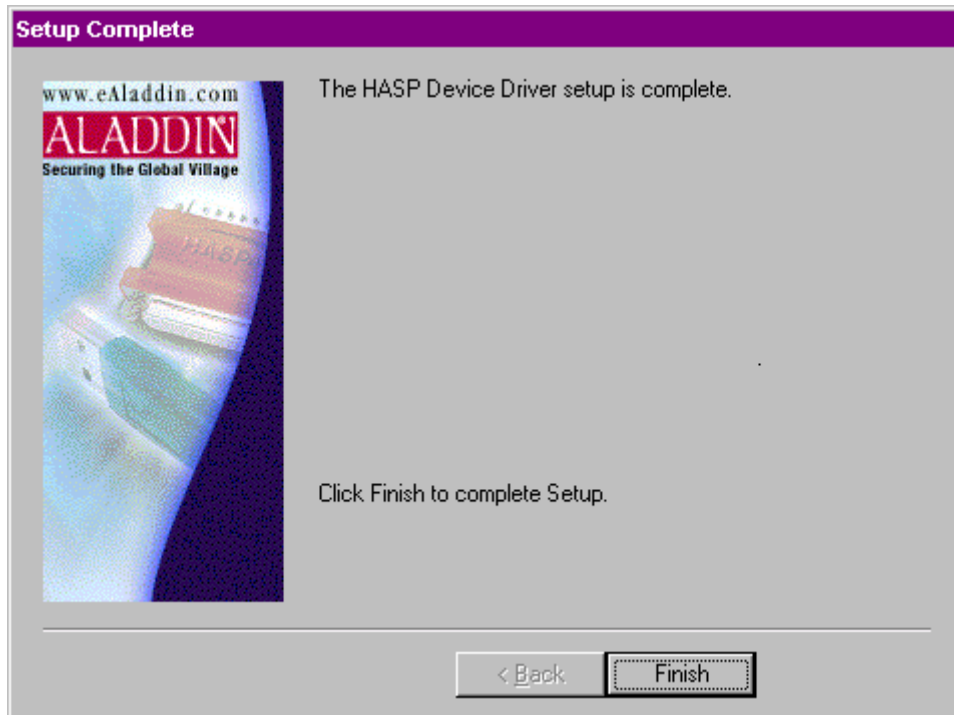 Setup Complete
www.eAladdin.com
ALADDIN
Securing the Global Village
HASP
The HASP Device Driver setup is complete.
Click Finish to complete Setup.
< Back
Finish